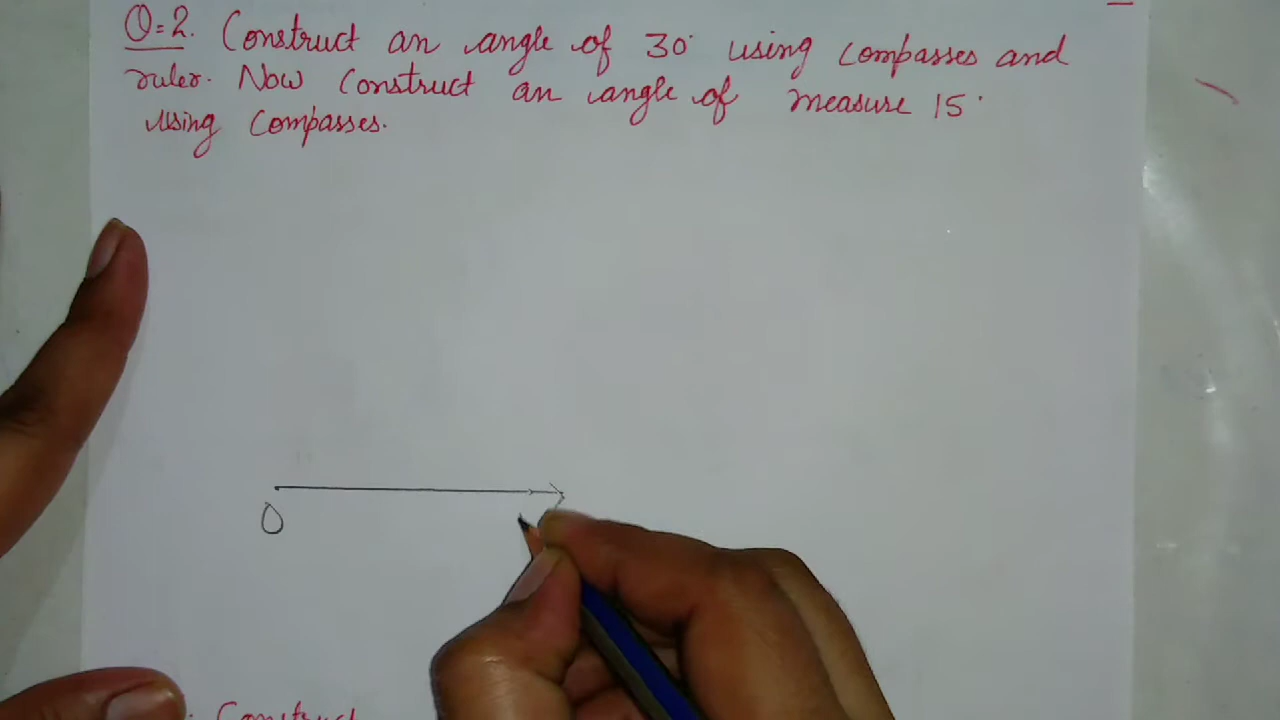 Q=2. Construct an angle of 30° using compasses and
ruler. Now construct an angle of measure 15°
using compasses.
O
Construct